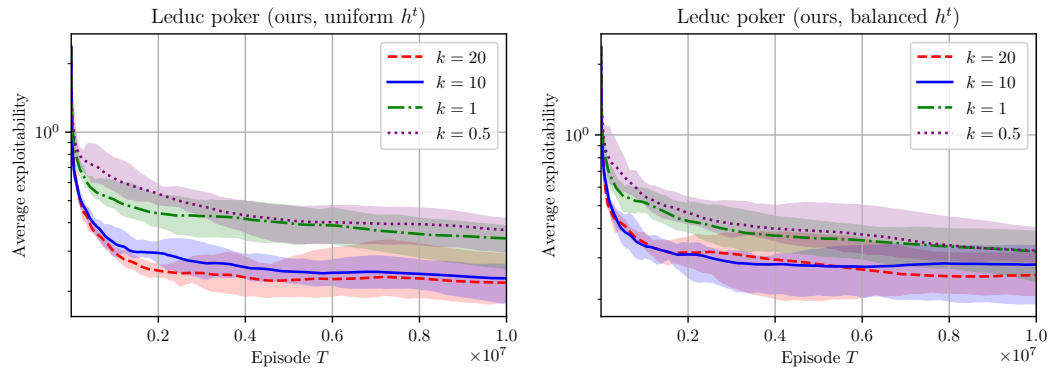 Leduc poker (ours, uniform h^t)
Average exploitability
10^0
k = 20
k = 10
k = 1
k = 0.5
0.2
0.4
0.6
0.8
1.0
Episode T
×10^7
Leduc poker (ours, balanced h^t)
Average exploitability
10^0
k = 20
k = 10
k = 1
k = 0.5
0.2
0.4
0.6
0.8
1.0
Episode T
×10^7